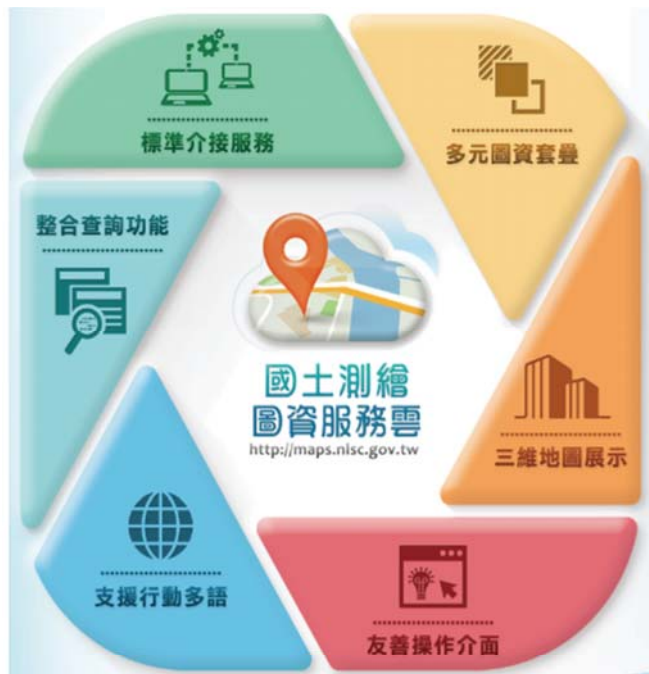 標準介接服務
多元圖資套疊
整合查詢功能
國土測繪
圖資服務雲
http://maps.nlsc.gov.tw
三維地圖展示
支援行動多語
友善操作介面